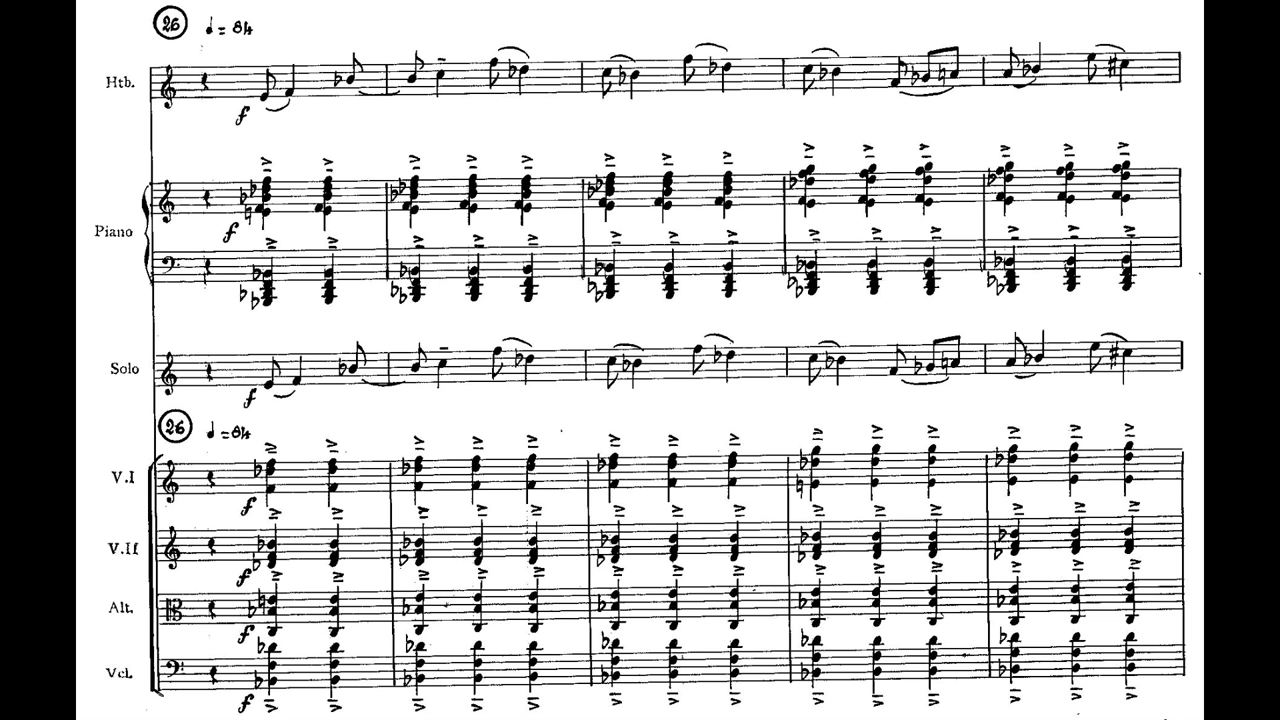 26 ♩ = 84
Htb.
f
f
Piano
Solo
f
26 ♩ = 84
V.I
f
V.II
f
Alt.
f
Vcl.
f